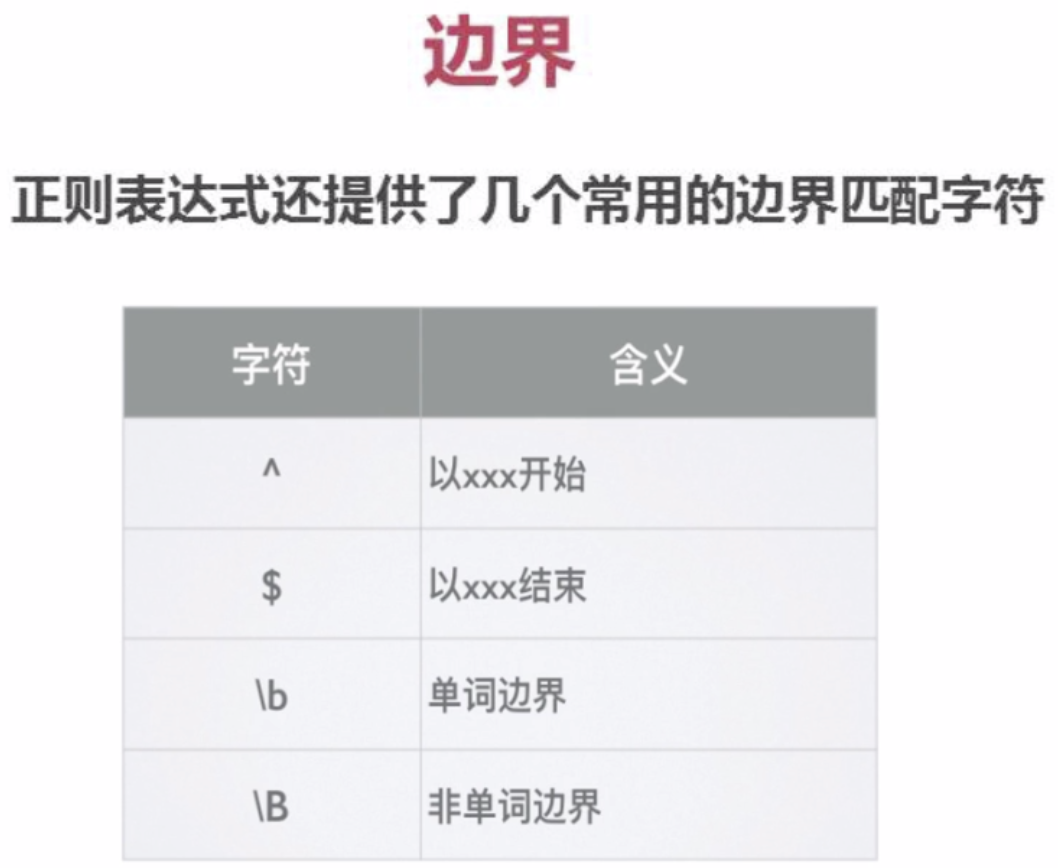 边界
正则表达式还提供了几个常用的边界匹配字符
字符 含义
^ 以xxx开始
$ 以xxx结束
\b 单词边界
\B 非单词边界